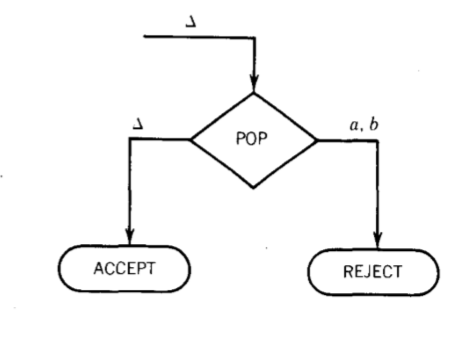 Δ
POP
Δ
a, b
ACCEPT
REJECT